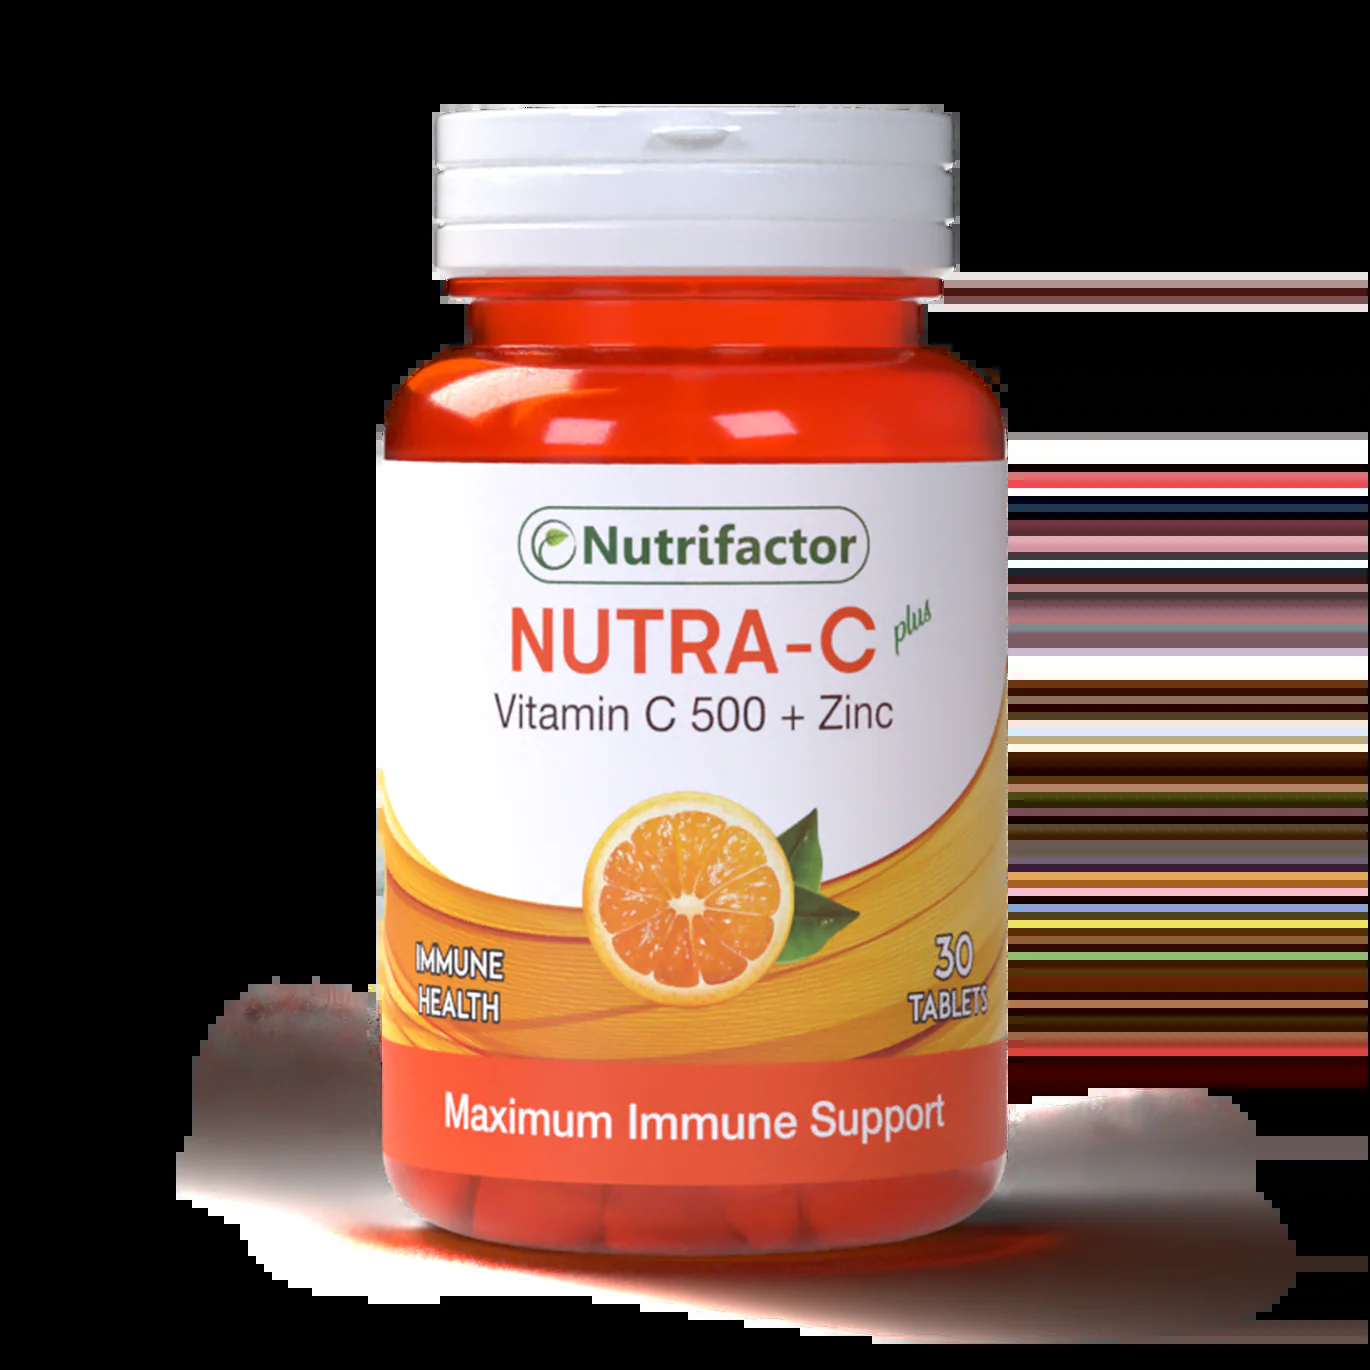 Nutrifactor
NUTRA-C plus
Vitamin C 500 + Zinc
IMMUNE
HEALTH
30
TABLETS
Maximum Immune Support